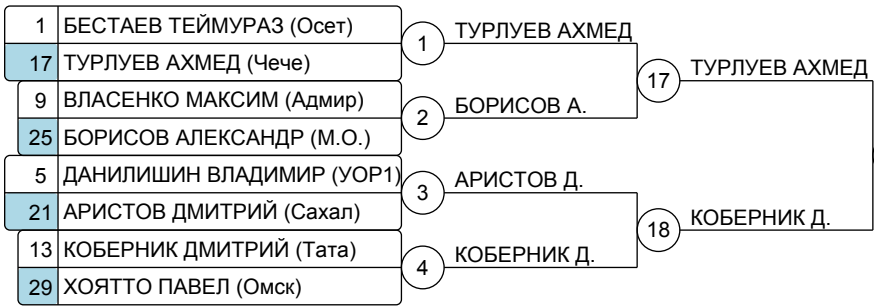 1 БЕСТАЕВ ТЕЙМУРАЗ (Осет)
17 ТУРЛУЕВ АХМЕД (Чече)
1 ТУРЛУЕВ АХМЕД
9 ВЛАСЕНКО МАКСИМ (Адмир)
25 БОРИСОВ АЛЕКСАНДР (М.О.)
2 БОРИСОВ А.
17 ТУРЛУЕВ АХМЕД
5 ДАНИЛИШИН ВЛАДИМИР (УОР1)
21 АРИСТОВ ДМИТРИЙ (Сахал)
3 АРИСТОВ Д.
13 КОБЕРНИК ДМИТРИЙ (Тата)
29 ХОЯТТО ПАВЕЛ (Омск)
4 КОБЕРНИК Д.
18 КОБЕРНИК Д.